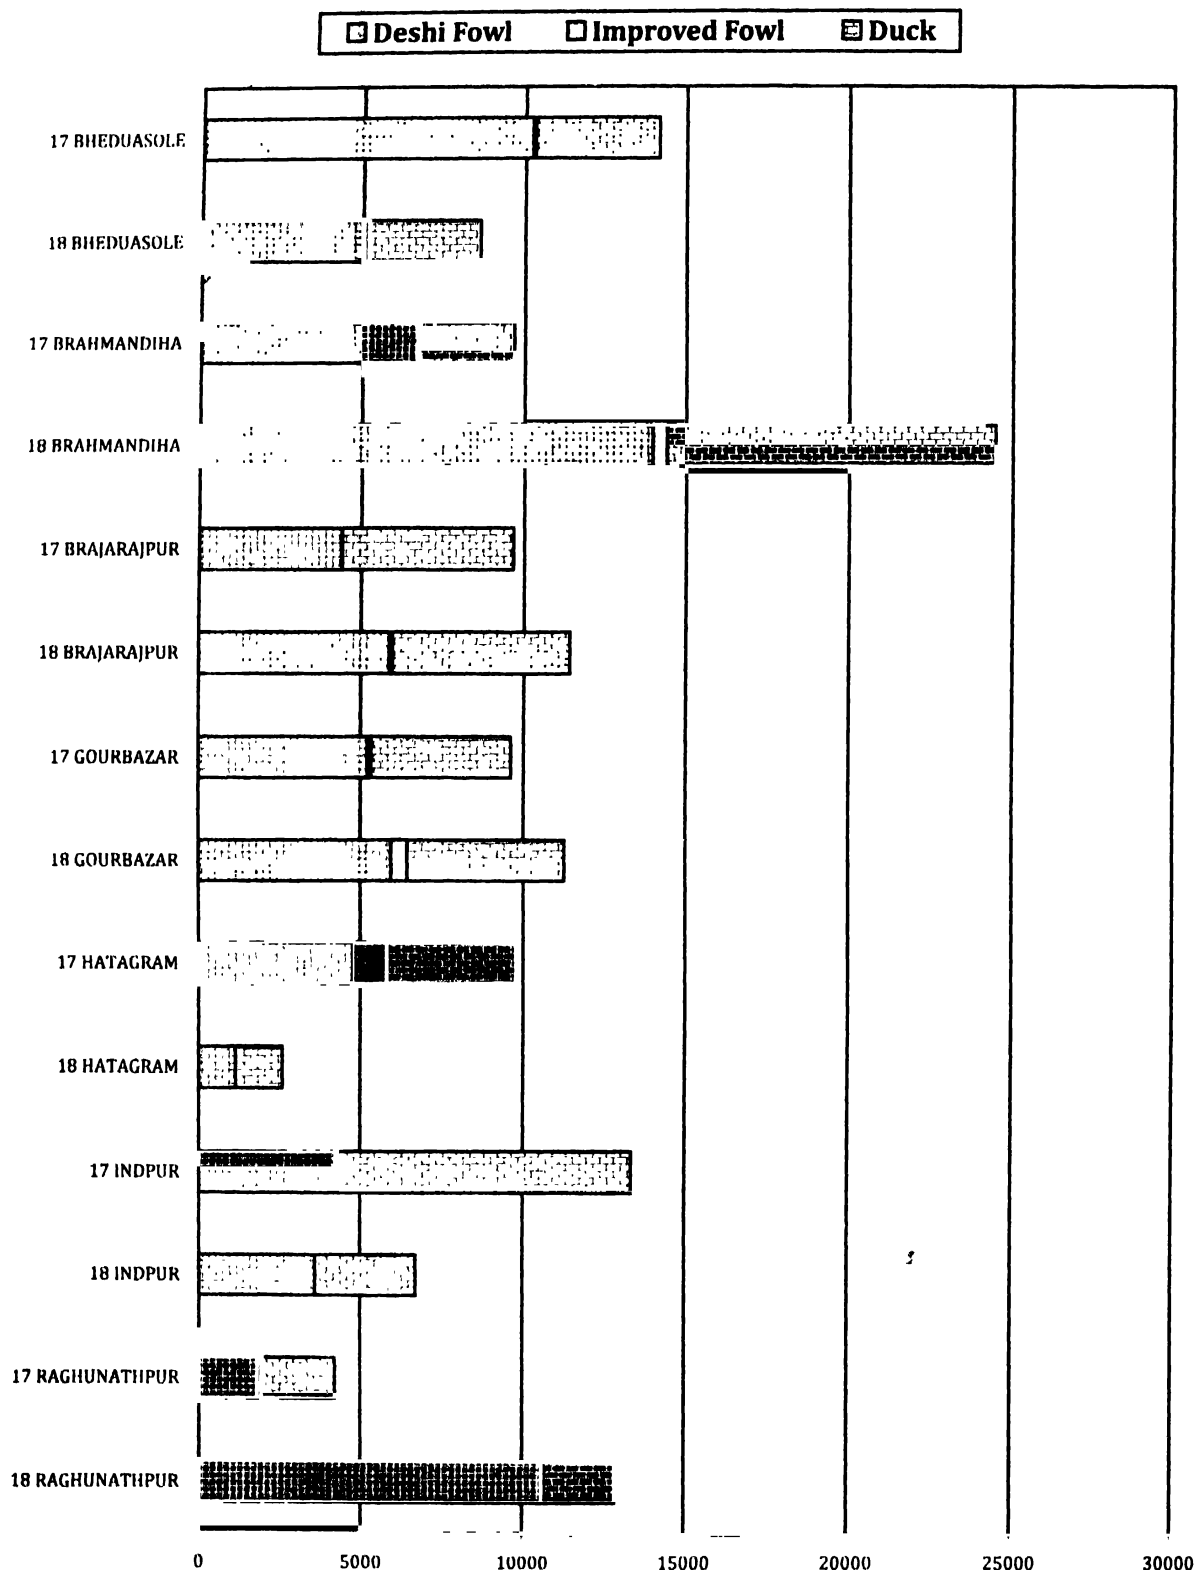 Deshi Fowl Improved Fowl Duck
17 BHEDUASOLE
18 BHEDUASOLE
17 BRAHMANDIHA
18 BRAHMANDIHA
17 BRAJARAJPUR
18 BRAJARAJPUR
17 GOURBAZAR
18 GOURBAZAR
17 HATAGRAM
18 HATAGRAM
17 INDPUR
18 INDPUR
17 RAGHUNATHPUR
18 RAGHUNATHPUR
0 5000 10000 15000 20000 25000 30000